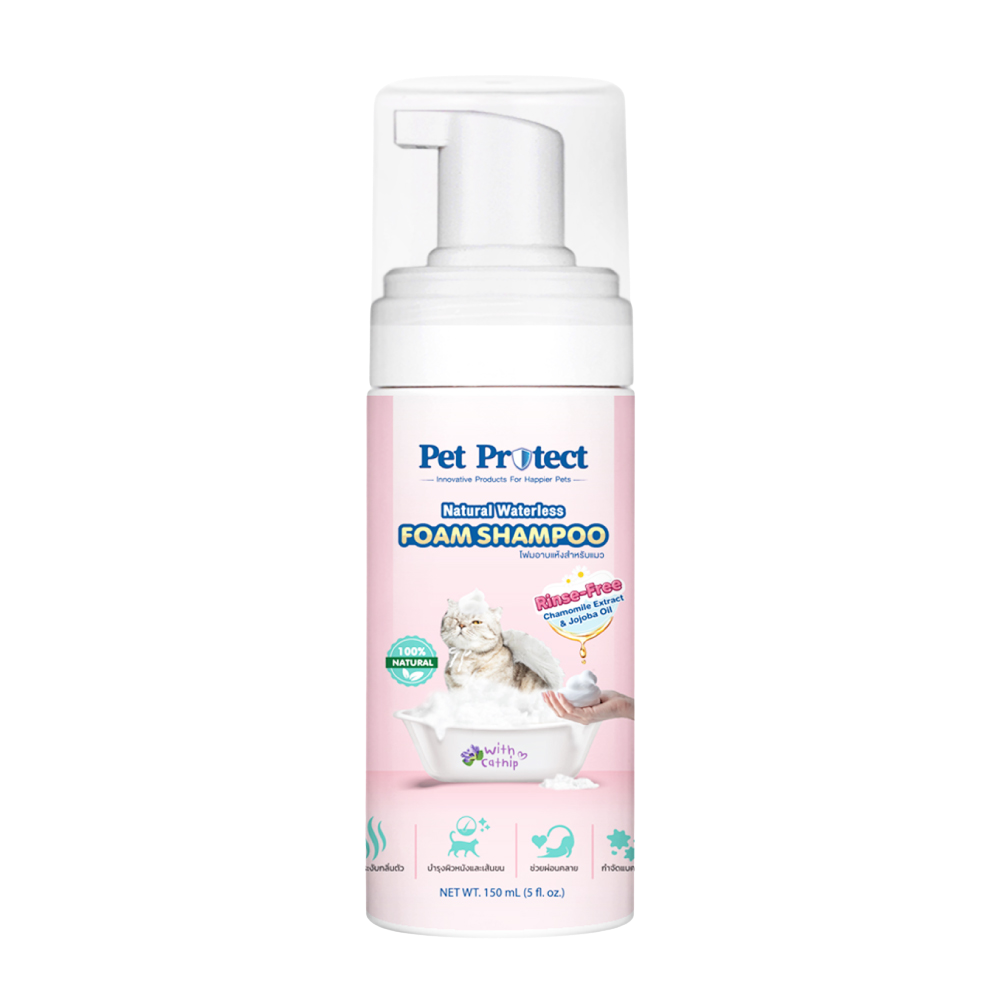 Pet Protect
Innovative Products For Happier Pets
Natural Waterless
FOAM SHAMPOO
โฟมอาบแห้งสำหรับแมว
Rinse-Free
Chamomile Extract
& Jojoba Oil
100%
NATURAL
with
catnip
บำรุงผิวหนังและเส้นขน
ช่วยผ่อนคลาย
NET WT. 150 mL (5 fl. oz.)